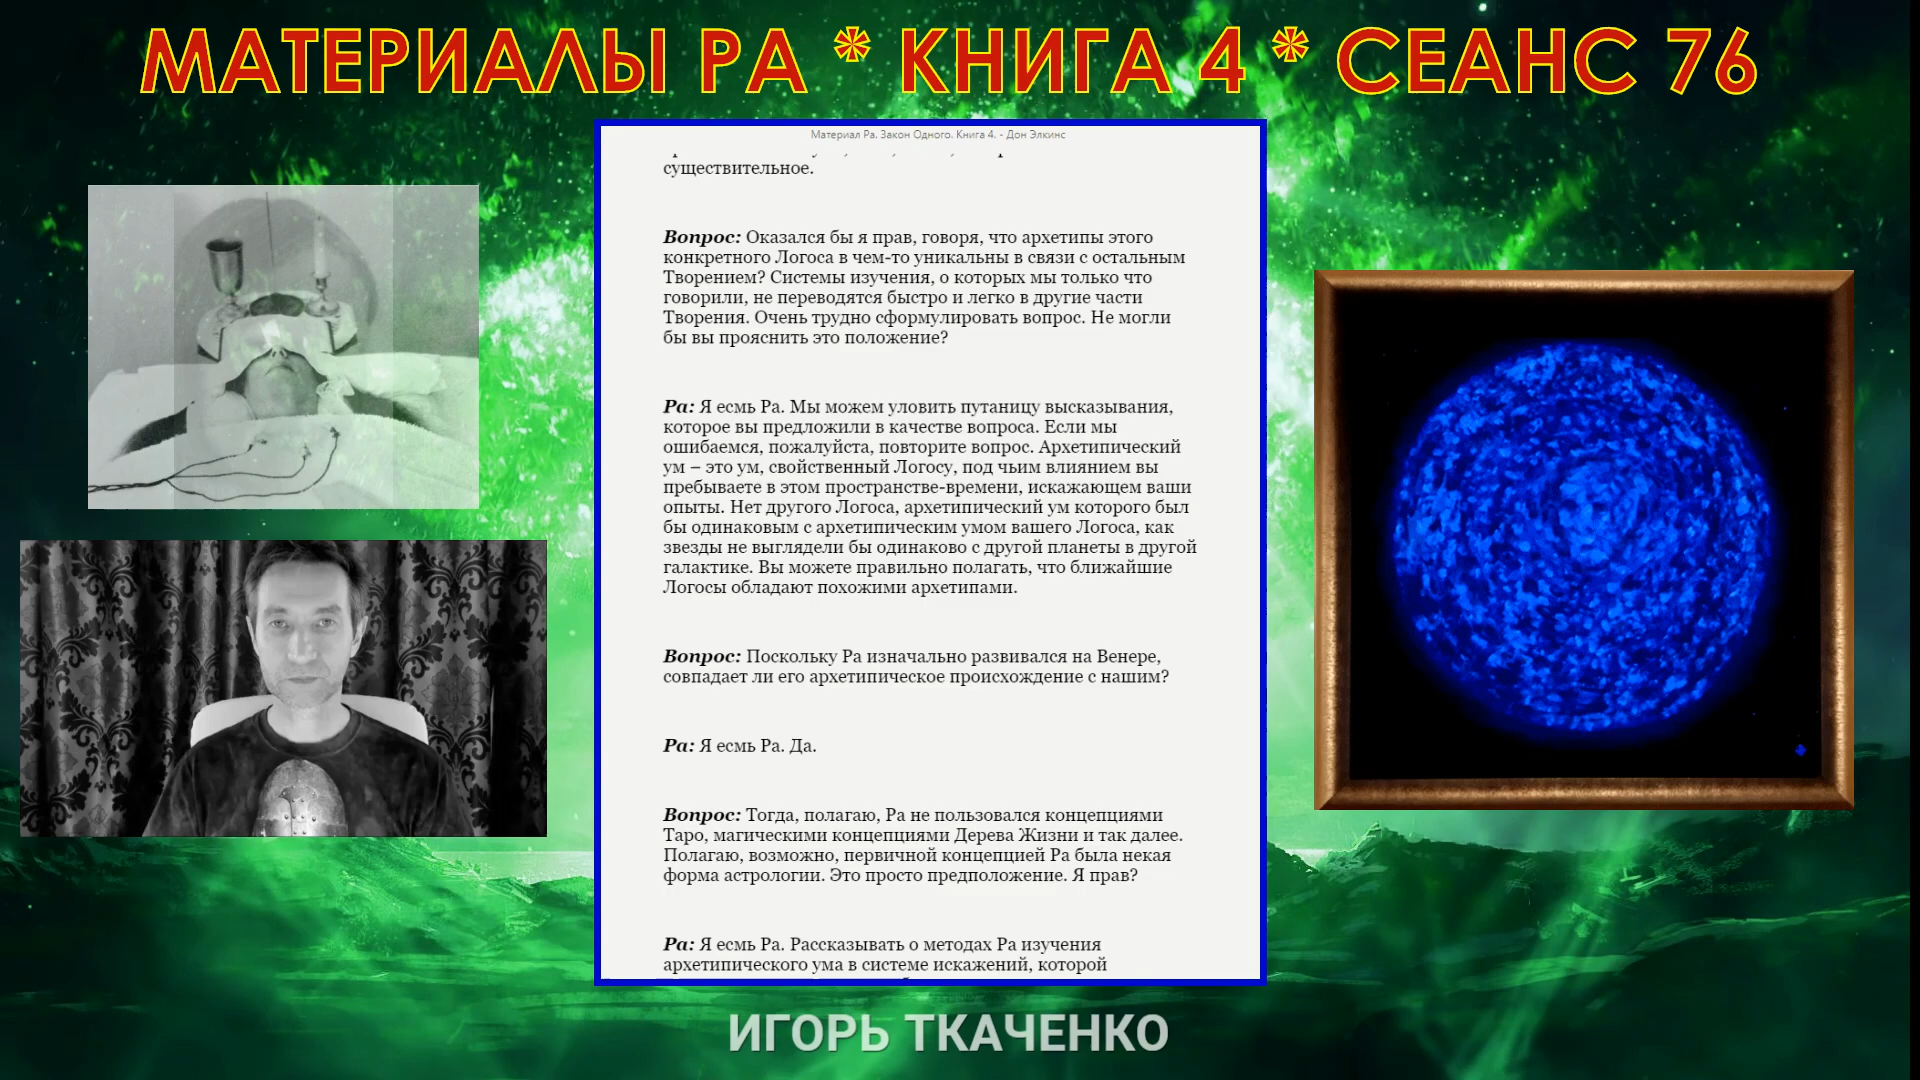 МАТЕРИАЛЫ РА * КНИГА 4 * СЕАНС 76
Материал Ра. Закон Одного. Книга 4. - Дон Элкинс
существительное.
Вопрос: Оказался бы я прав, говоря, что архетипы этого
конкретного Логоса в чем-то уникальны в связи с остальным
Творением? Системы изучения, о которых мы только что
говорили, не переводятся быстро и легко в другие части
Творения. Очень трудно сформулировать вопрос. Не могли
бы вы прояснить это положение?
Ра: Я есмь Ра. Мы можем уловить путаницу высказывания,
которое вы предложили в качестве вопроса. Если мы
ошибаемся, пожалуйста, повторите вопрос. Архетипический
ум – это ум, свойственный Логосу, под чьим влиянием вы
пребываете в этом пространстве-времени, искажающем ваши
опыты. Нет другого Логоса, архетипический ум которого был
бы одинаковым с архетипическим умом вашего Логоса, как
звезды не выглядели бы одинаково с другой планеты в другой
галактике. Вы можете правильно полагать, что ближайшие
Логосы обладают похожими архетипами.
Вопрос: Поскольку Ра изначально развивался на Венере,
совпадает ли его архетипическое происхождение с нашим?
Ра: Я есмь Ра. Да.
Вопрос: Тогда, полагаю, Ра не пользовался концепциями
Таро, магическими концепциями Дерева Жизни и так далее.
Полагаю, возможно, первичной концепцией Ра была некая
форма астрологии. Это просто предположение. Я прав?
Ра: Я есмь Ра. Рассказывать о методах Ра изучения
архетипического ума в системе искажений, которой
ИГОРЬ ТКАЧЕНКО